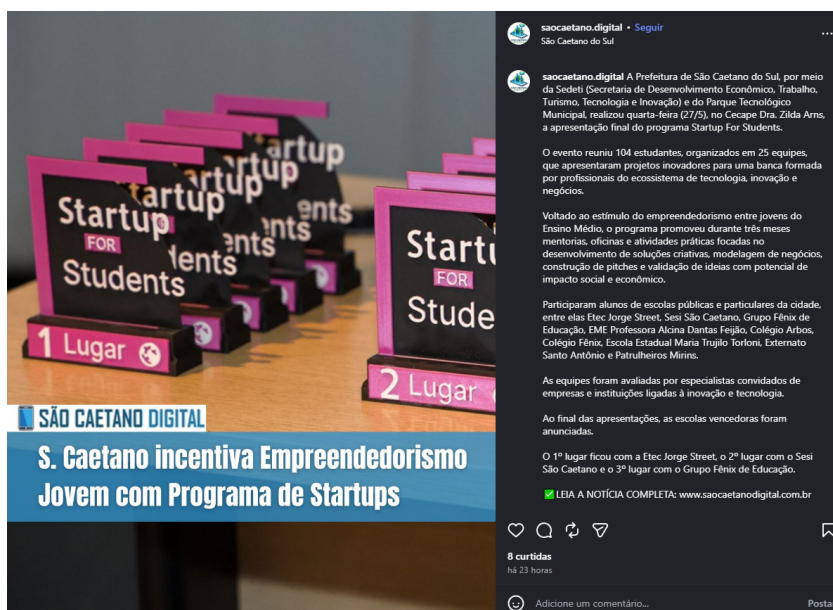 Startup
FOR
Students
1 Lugar
artup
ents
artup
ents
artup
ents
artup
FOR
2 Lugar
SÃO CAETANO DIGITAL
S. Caetano incentiva Empreendedorismo
Jovem com Programa de Startups
saocaetano.digital • Seguir
São Caetano do Sul
saocaetano.digital A Prefeitura de São Caetano do Sul, por meio
da Sedeti (Secretaria de Desenvolvimento Econômico, Trabalho,
Turismo, Tecnologia e Inovação) e do Parque Tecnológico
Municipal, realizou quarta-feira (27/5), no Cecape Dra. Zilda Arns,
a apresentação final do programa Startup For Students.
O evento reuniu 104 estudantes, organizados em 25 equipes,
que apresentaram projetos inovadores para uma banca formada
por profissionais do ecossistema de tecnologia, inovação e
negócios.
Voltado ao estímulo do empreendedorismo entre jovens do
Ensino Médio, o programa promoveu durante três meses
mentorias, oficinas e atividades práticas focadas no
desenvolvimento de soluções criativas, modelagem de negócios,
construção de pitches e validação de ideias com potencial de
impacto social e econômico.
Participaram alunos de escolas públicas e particulares da cidade,
entre elas Etec Jorge Street, Sesi São Caetano, Grupo Fênix de
Educação, EME Professora Alcina Dantas Feijão, Colégio Arbos,
Colégio Fênix, Escola Estadual Maria Trujilo Torloni, Externato
Santo Antônio e Patrulheiros Mirins.
As equipes foram avaliadas por especialistas convidados de
empresas e instituições ligadas à inovação e tecnologia.
Ao final das apresentações, as escolas vencedoras foram
anunciadas.
O 1º lugar ficou com a Etec Jorge Street, o 2º lugar com o Sesi
São Caetano e o 3º lugar com o Grupo Fênix de Educação.
✅ LEIA A NOTÍCIA COMPLETA: www.saocaetanodigital.com.br
8 curtidas
há 23 horas
Adicione um comentário...
Posta